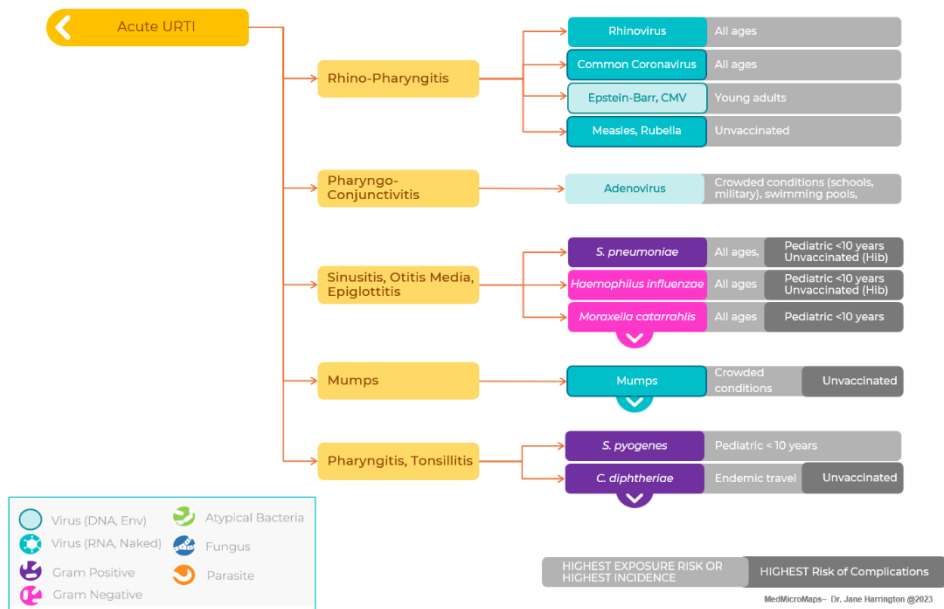 Acute URTI
Rhino-Pharyngitis
Rhinovirus
All ages
Common Coronavirus
All ages
Epstein-Barr, CMV
Young adults
Measles, Rubella
Unvaccinated
Pharyngo-
Conjunctivitis
Adenovirus
Crowded conditions (schools,
military), swimming pools,
Sinusitis, Otitis Media,
Epiglottitis
S. pneumoniae
All ages,
Pediatric <10 years
Unvaccinated (Hib)
Haemophilus influenzae
All ages
Pediatric <10 years
Unvaccinated (Hib)
Moraxella catarrhalis
All ages
Pediatric <10 years
Mumps
Mumps
Crowded
conditions
Unvaccinated
Pharyngitis, Tonsillitis
S. pyogenes
Pediatric < 10 years
C. diphtheriae
Endemic travel
Unvaccinated
Virus (DNA, Env)
Virus (RNA, Naked)
Gram Positive
Gram Negative
Atypical Bacteria
Fungus
Parasite
HIGHEST EXPOSURE RISK OR
HIGHEST INCIDENCE
HIGHEST Risk of Complications
MedMicroMaps– Dr. Jane Harrington @2023